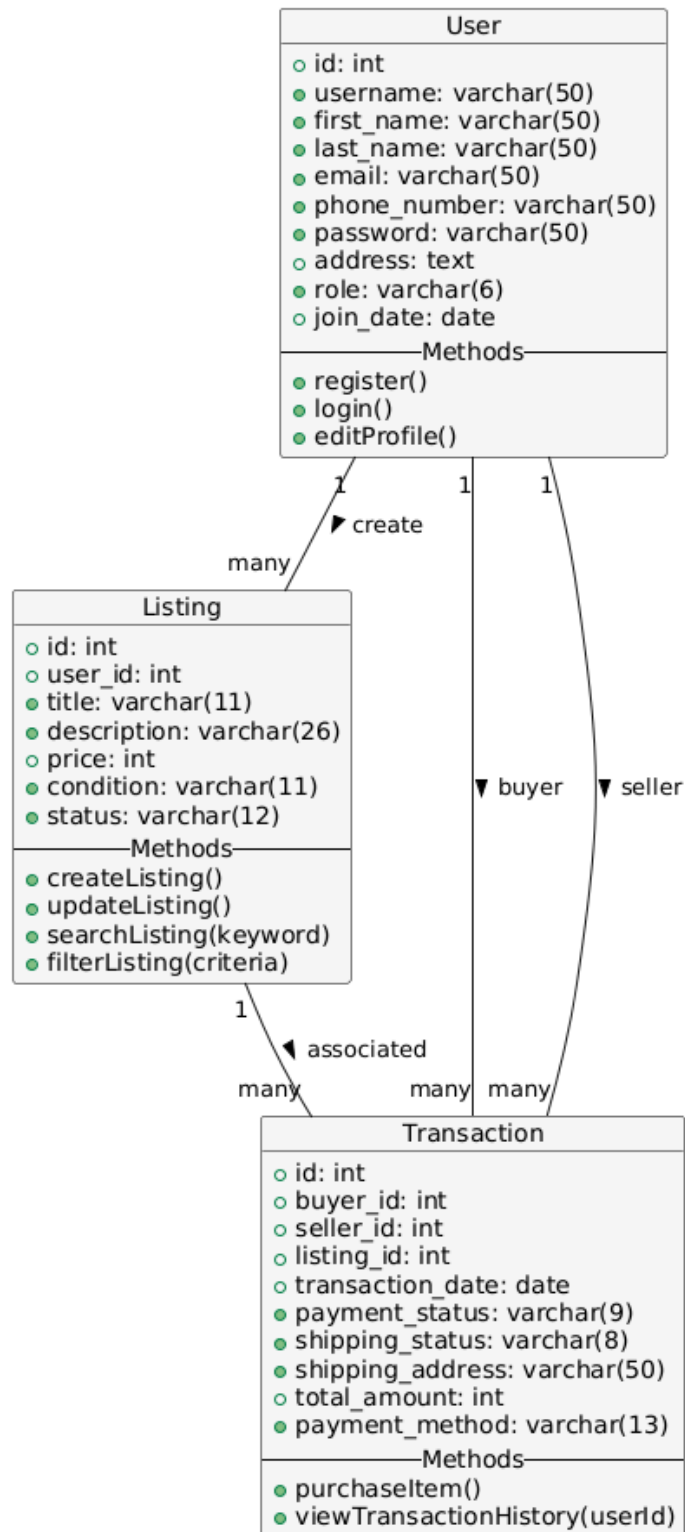 User
id: int
username: varchar(50)
first_name: varchar(50)
last_name: varchar(50)
email: varchar(50)
phone_number: varchar(50)
password: varchar(50)
address: text
role: varchar(6)
join_date: date
Methods
register()
login()
editProfile()
1
1
1
create
many
Listing
id: int
user_id: int
title: varchar(11)
description: varchar(26)
price: int
condition: varchar(11)
status: varchar(12)
Methods
createListing()
updateListing()
searchListing(keyword)
filterListing(criteria)
buyer
seller
1
associated
many
many
many
Transaction
id: int
buyer_id: int
seller_id: int
listing_id: int
transaction_date: date
payment_status: varchar(9)
shipping_status: varchar(8)
shipping_address: varchar(50)
total_amount: int
payment_method: varchar(13)
Methods
purchaseItem()
viewTransactionHistory(userId)